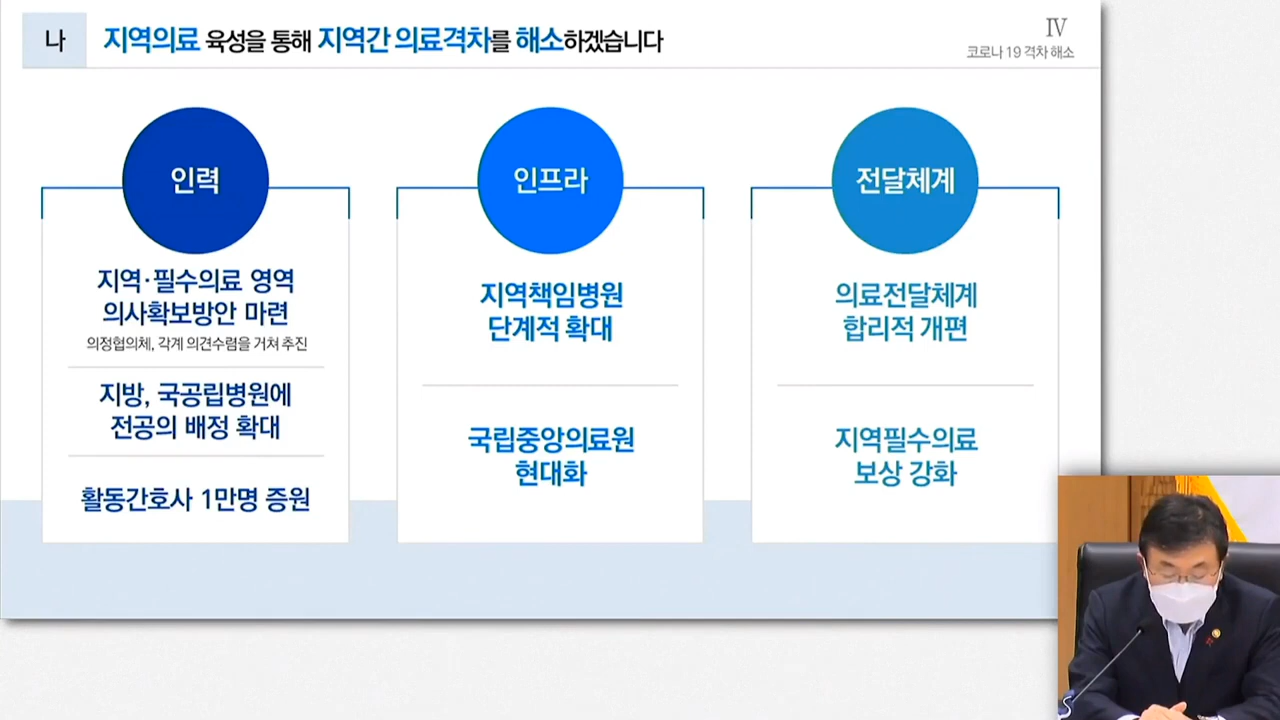 나
지역의료 육성을 통해 지역간 의료격차를 해소하겠습니다
Ⅳ
코로나 19 격차 해소
인력
지역·필수의료 영역
의사확보방안 마련
의정협의체, 각계 의견수렴을 거쳐 추진
지방, 국공립병원에
전공의 배정 확대
활동간호사 1만명 증원
인프라
지역책임병원
단계적 확대
국립중앙의료원
현대화
전달체계
의료전달체계
합리적 개편
지역필수의료
보상 강화